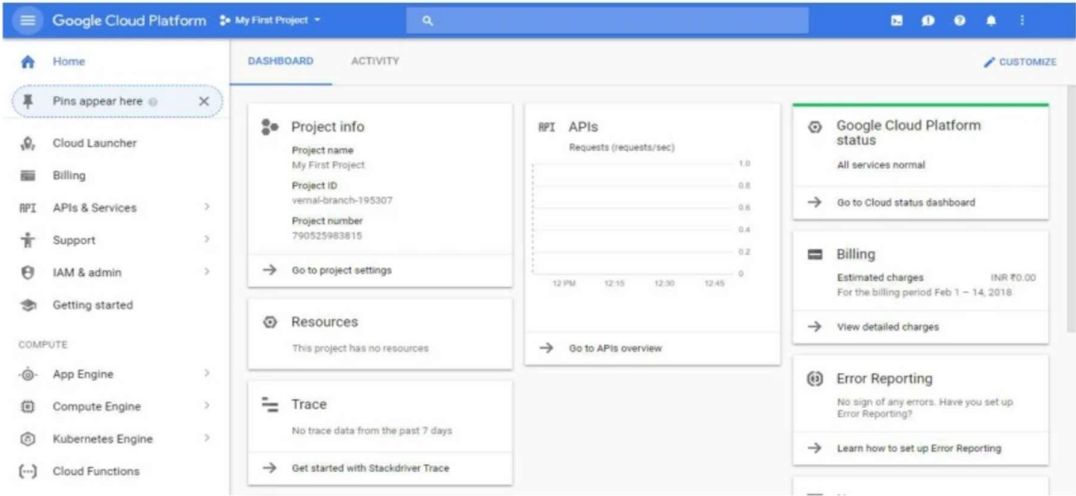 Google Cloud Platform
My First Project
Home
Pins appear here
Cloud Launcher
Billing
API APIs & Services
Support
IAM & admin
Getting started
COMPUTE
App Engine
Compute Engine
Kubernetes Engine
Cloud Functions
DASHBOARD
ACTIVITY
CUSTOMIZE
Project info
Project name
My First Project
Project ID
vernal-branch-195307
Project number
790525983815
Go to project settings
Resources
This project has no resources
Trace
No trace data from the past 7 days
Get started with Stackdriver Trace
API APIs
Requests (requests/sec)
1.0
0.8
0.6
0.4
0.2
0
12 PM 12:15 12:30 12:45
Go to APIs overview
Google Cloud Platform
status
All services normal
Go to Cloud status dashboard
Billing
Estimated charges INR ₹0.00
For the billing period Feb 1 – 14, 2018
View detailed charges
Error Reporting
No sign of any errors. Have you set up
Error Reporting?
Learn how to set up Error Reporting